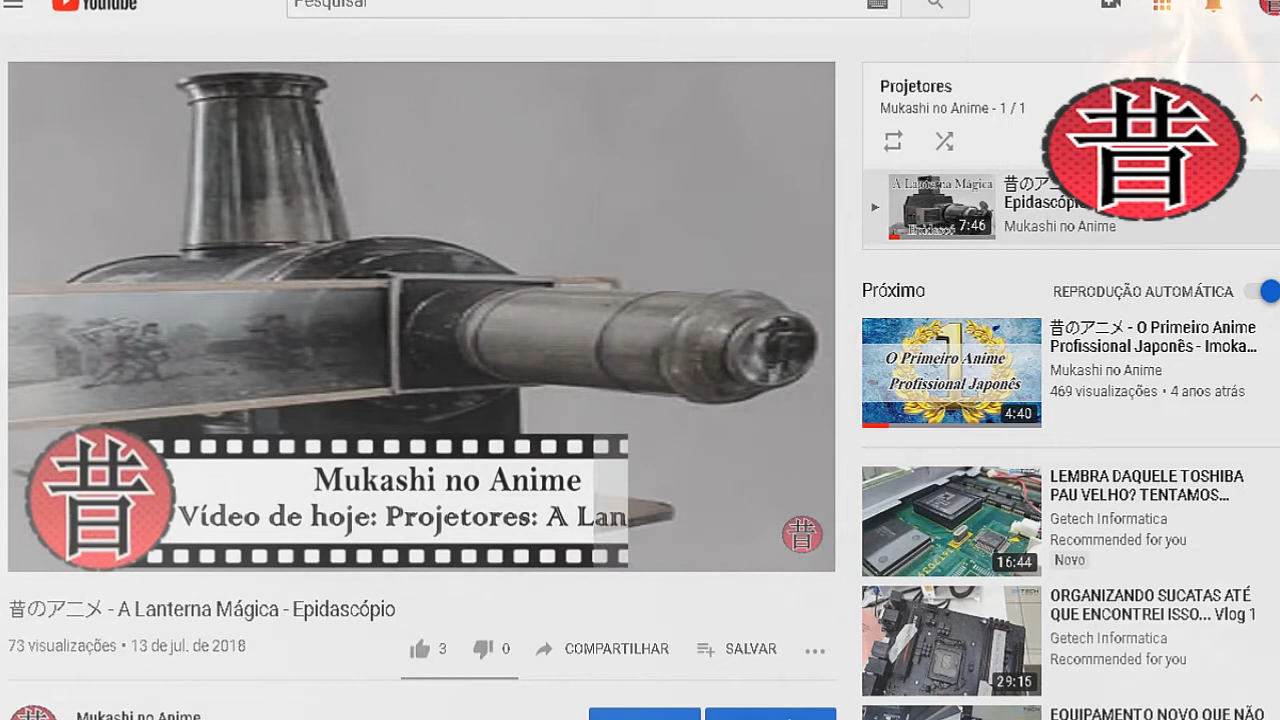 YouTube
Pesquisar
Mukashi no Anime
Vídeo de hoje: Projetores: A Lan
昔
昔
昔のアニメ - A Lanterna Mágica - Epidascópio
73 visualizações • 13 de jul. de 2018
3
0
COMPARTILHAR
SALVAR
Mukashi no Anime
Projetores
Mukashi no Anime - 1 / 1
昔
A Lanterna Mágica
7:46
昔のアニ
Epidascópio
Mukashi no Anime
Próximo
REPRODUÇÃO AUTOMÁTICA
1
O Primeiro Anime
Profissional Japonês
4:40
昔のアニメ - O Primeiro Anime
Profissional Japonês - Imoka...
Mukashi no Anime
469 visualizações • 4 anos atrás
16:44
LEMBRA DAQUELE TOSHIBA
PAU VELHO? TENTAMOS...
Getech Informatica
Recommended for you
Novo
29:15
ORGANIZANDO SUCATAS ATÉ
QUE ENCONTREI ISSO... Vlog 1
Getech Informatica
Recommended for you
EQUIPAMENTO NOVO QUE NÃO